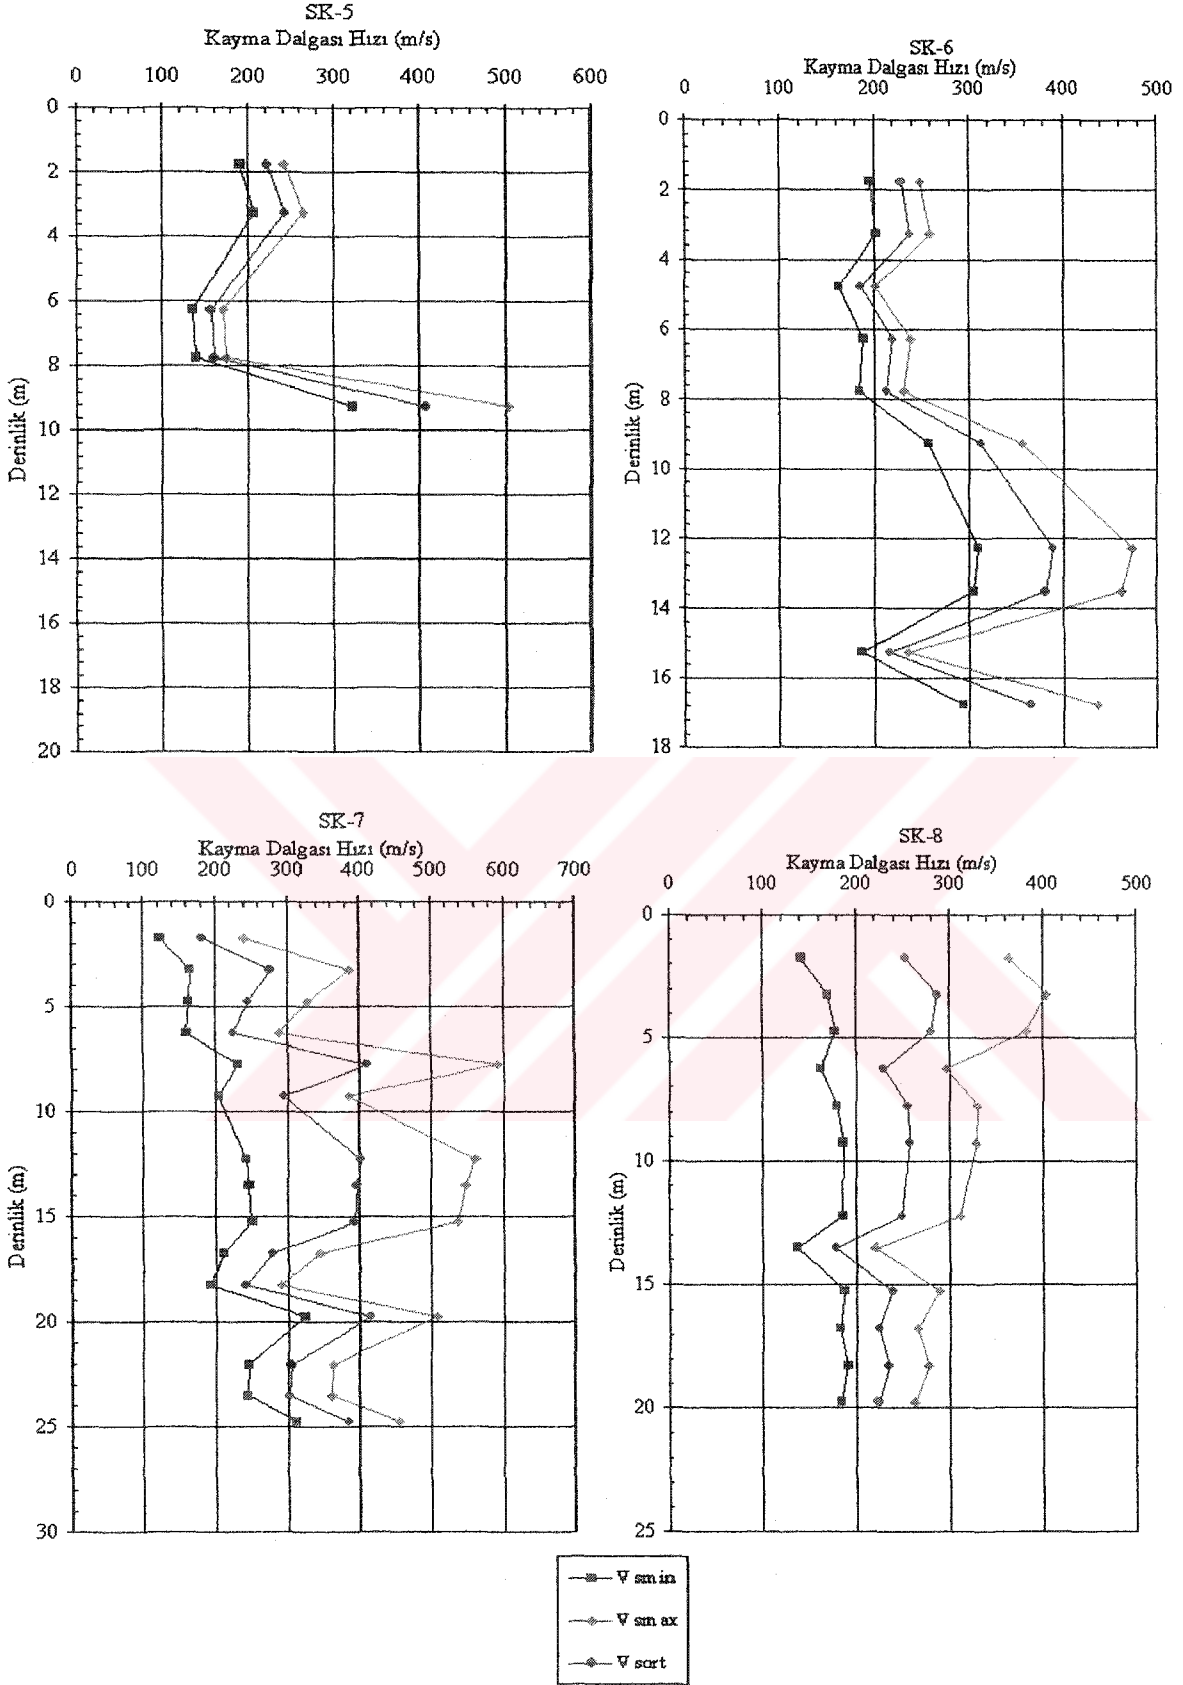 SK-5
Kayma Dalgası Hızı (m/s)
0 100 200 300 400 500 600
0
2
4
6
8
10
12
14
16
18
20
Derinlik (m)
SK-6
Kayma Dalgası Hızı (m/s)
0 100 200 300 400 500
0
2
4
6
8
10
12
14
16
18
Derinlik (m)
SK-7
Kayma Dalgası Hızı (m/s)
0 100 200 300 400 500 600 700
0
5
10
15
20
25
30
Derinlik (m)
SK-8
Kayma Dalgası Hızı (m/s)
0 100 200 300 400 500
0
5
10
15
20
25
Derinlik (m)
V smin
V smax
V sort